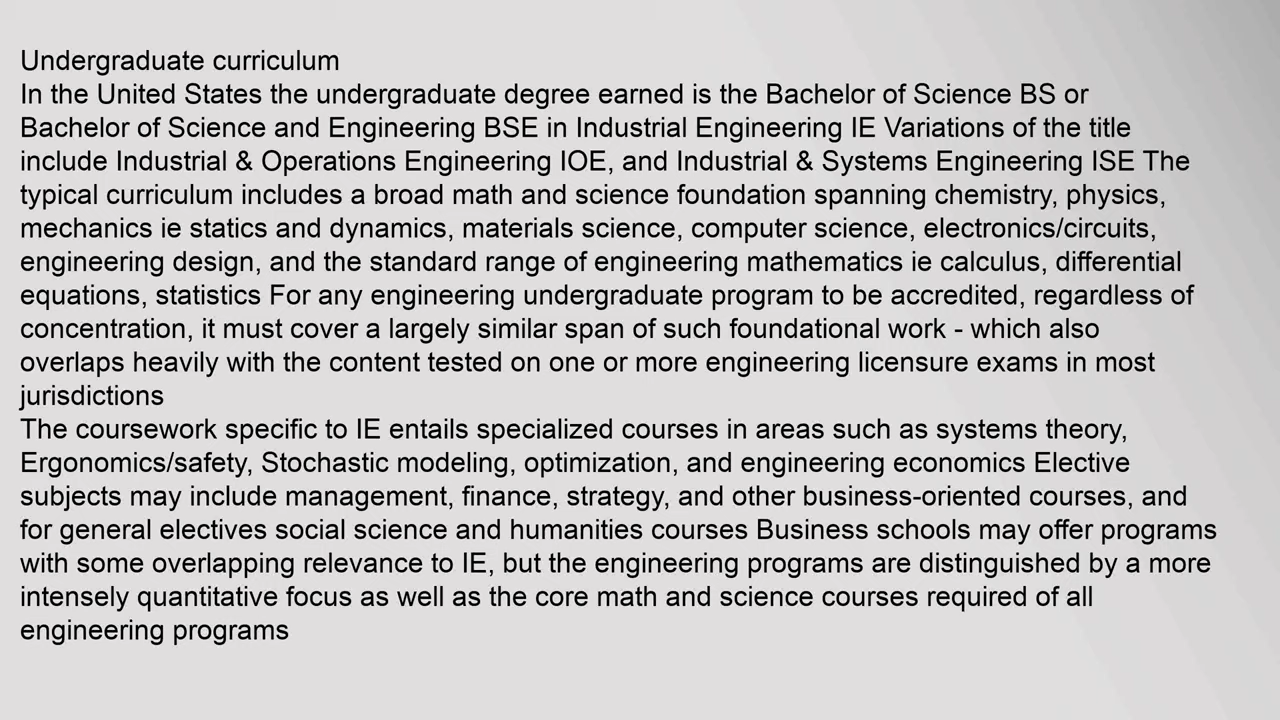 Undergraduate curriculum
In the United States the undergraduate degree earned is the Bachelor of Science BS or
Bachelor of Science and Engineering BSE in Industrial Engineering IE Variations of the title
include Industrial & Operations Engineering IOE, and Industrial & Systems Engineering ISE The
typical curriculum includes a broad math and science foundation spanning chemistry, physics,
mechanics ie statics and dynamics, materials science, computer science, electronics/circuits,
engineering design, and the standard range of engineering mathematics ie calculus, differential
equations, statistics For any engineering undergraduate program to be accredited, regardless of
concentration, it must cover a largely similar span of such foundational work - which also
overlaps heavily with the content tested on one or more engineering licensure exams in most
jurisdictions
The coursework specific to IE entails specialized courses in areas such as systems theory,
Ergonomics/safety, Stochastic modeling, optimization, and engineering economics Elective
subjects may include management, finance, strategy, and other business-oriented courses, and
for general electives social science and humanities courses Business schools may offer programs
with some overlapping relevance to IE, but the engineering programs are distinguished by a more
intensely quantitative focus as well as the core math and science courses required of all
engineering programs